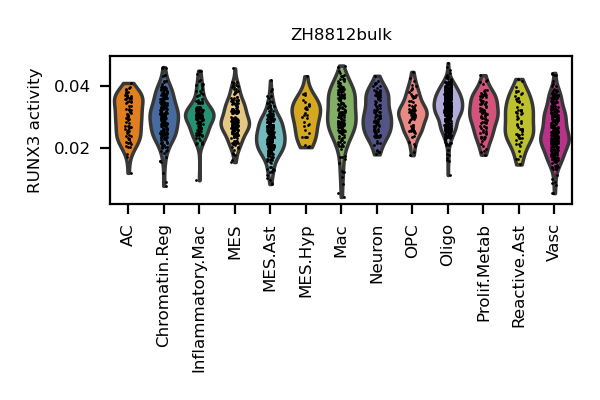 ZH8812bulk
RUNX3 activity
0.04
0.02
AC
Chromatin.Reg
Inflammatory.Mac
MES
MES.Ast
MES.Hyp
Mac
Neuron
OPC
Oligo
Prolif.Metab
Reactive.Ast
Vasc